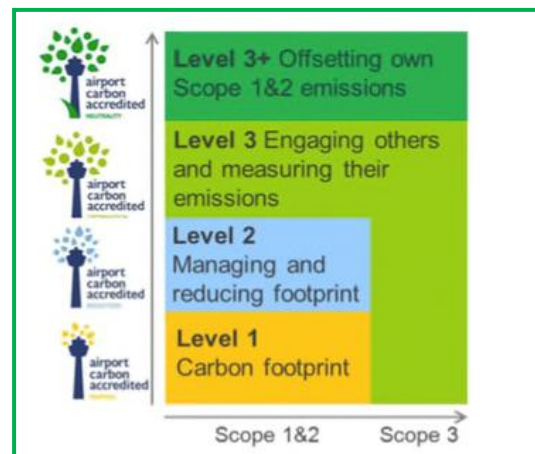 airport
carbon
accredited
NEUTRALITY
Level 3+ Offsetting own
Scope 1&2 emissions
airport
carbon
accredited
Level 3 Engaging others
and measuring their
emissions
airport
carbon
accredited
Level 2
Managing and
reducing footprint
airport
carbon
accredited
Level 1
Carbon footprint
Scope 1&2
Scope 3